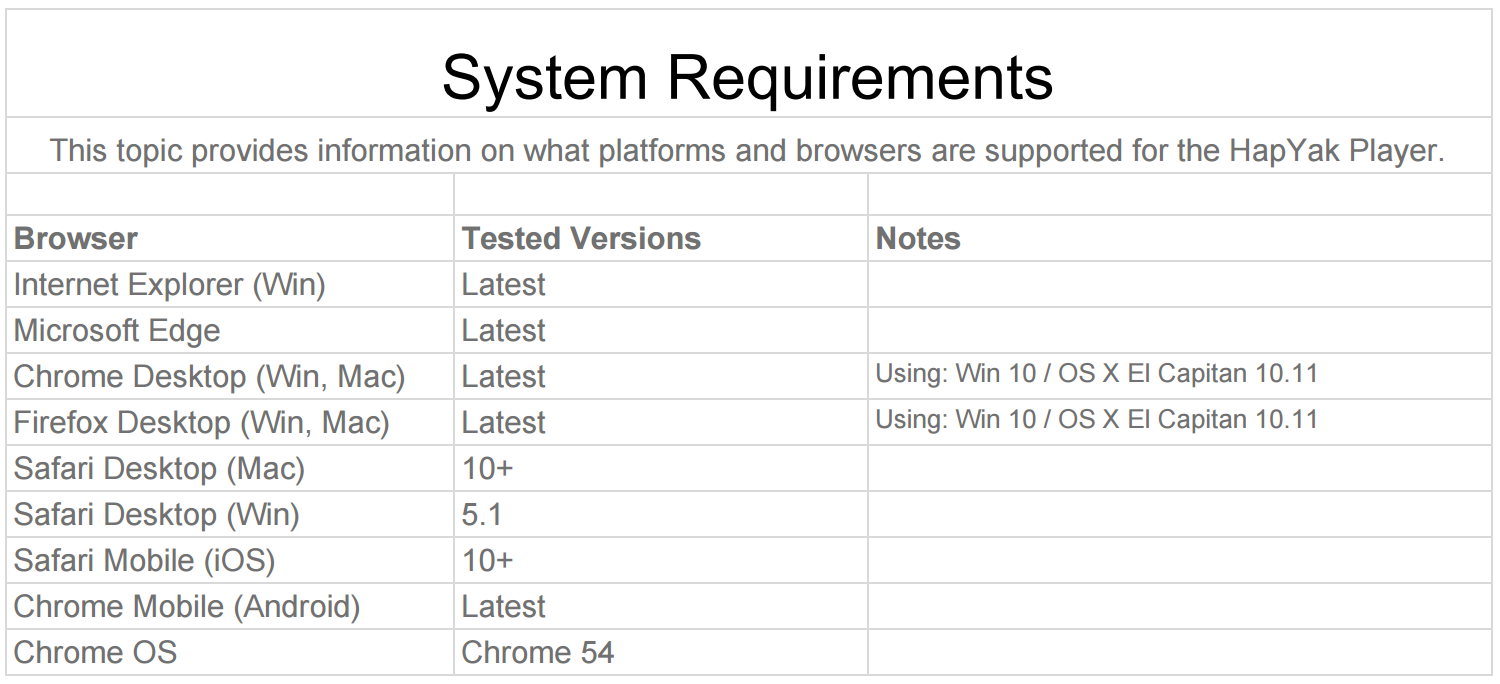 System Requirements
This topic provides information on what platforms and browsers are supported for the HapYak Player.
Browser Tested Versions Notes
Internet Explorer (Win) Latest
Microsoft Edge Latest
Chrome Desktop (Win, Mac) Latest Using: Win 10 / OS X El Capitan 10.11
Firefox Desktop (Win, Mac) Latest Using: Win 10 / OS X El Capitan 10.11
Safari Desktop (Mac) 10+
Safari Desktop (Win) 5.1
Safari Mobile (iOS) 10+
Chrome Mobile (Android) Latest
Chrome OS Chrome 54